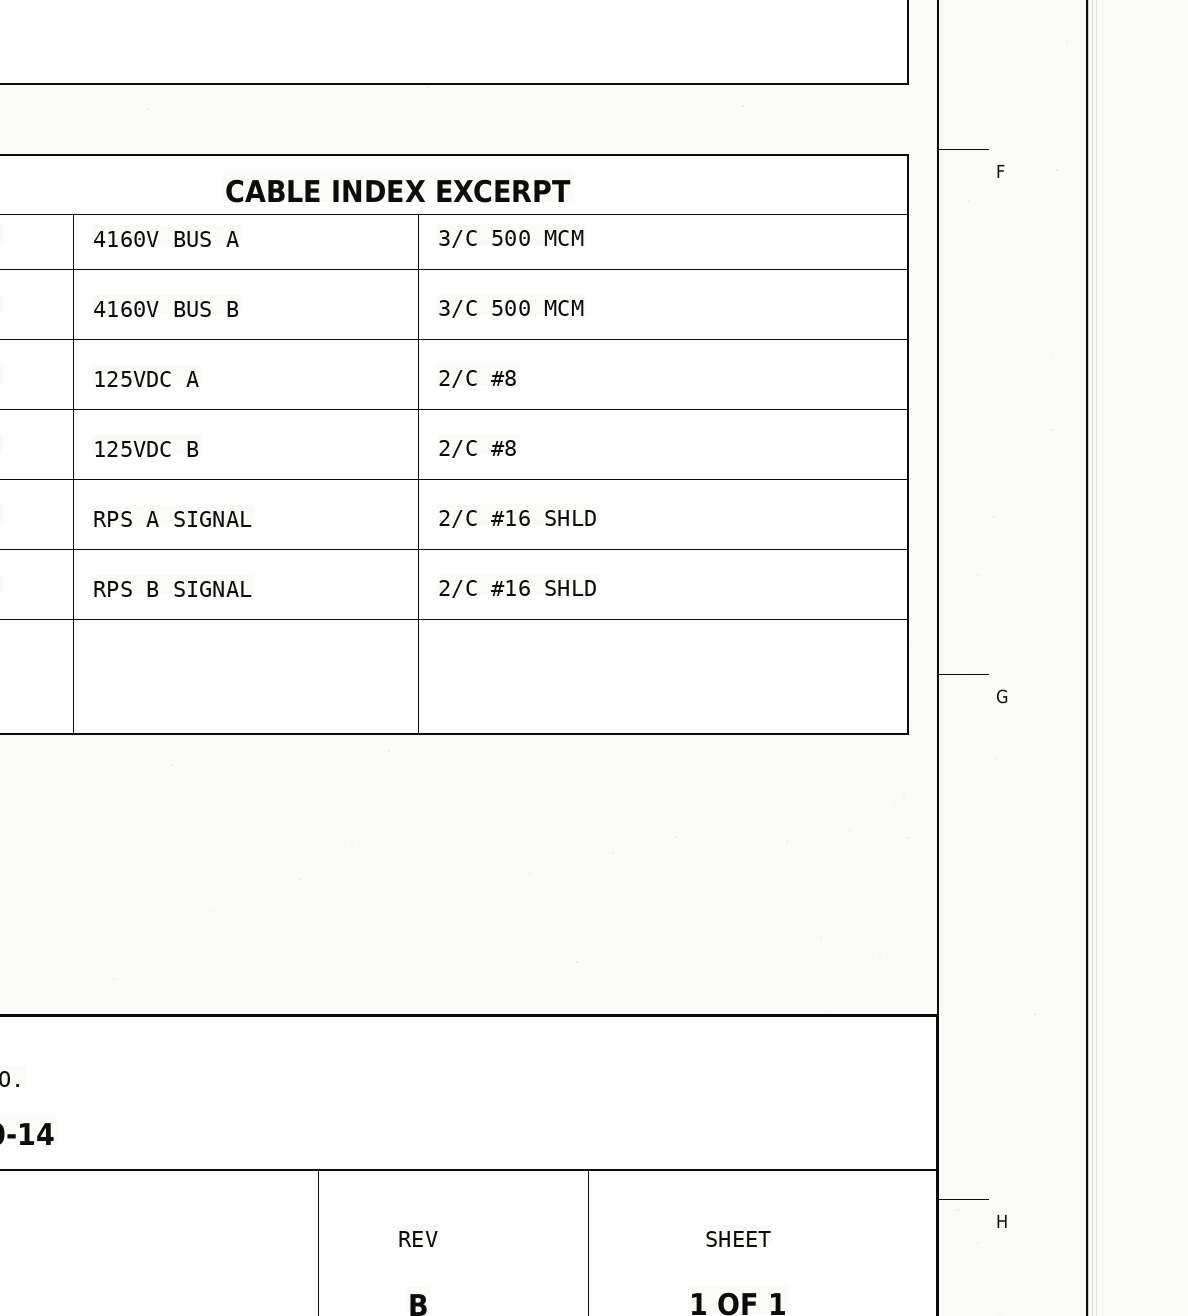 F
CABLE INDEX EXCERPT
4160V BUS A 3/C 500 MCM
4160V BUS B 3/C 500 MCM
125VDC A 2/C #8
125VDC B 2/C #8
RPS A SIGNAL 2/C #16 SHLD
RPS B SIGNAL 2/C #16 SHLD
G
O.
-14
H
REV SHEET
B 1 OF 1